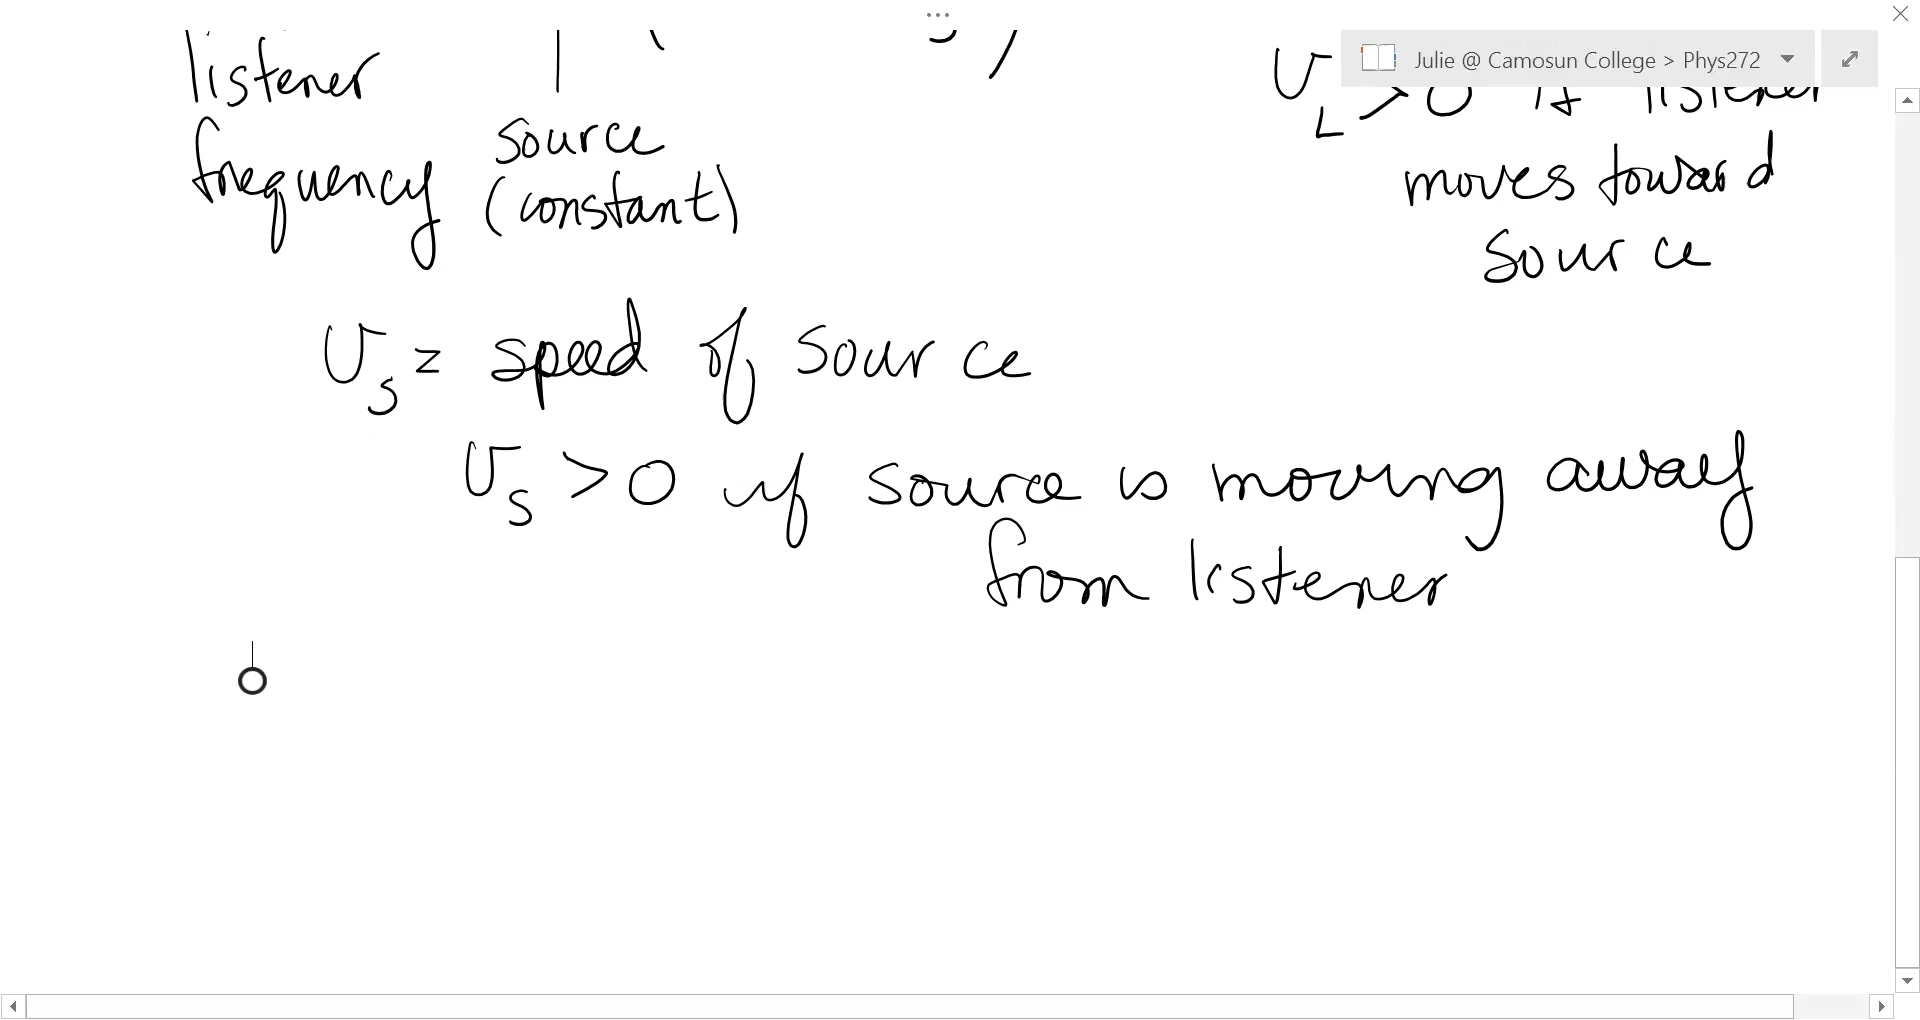 Julie @ Camosun College > Phys272
listener
frequency
source
(constant)
v_L > 0 if listener
moves toward
source
v_s = speed of source
v_s > 0 if source is moving away
from listener